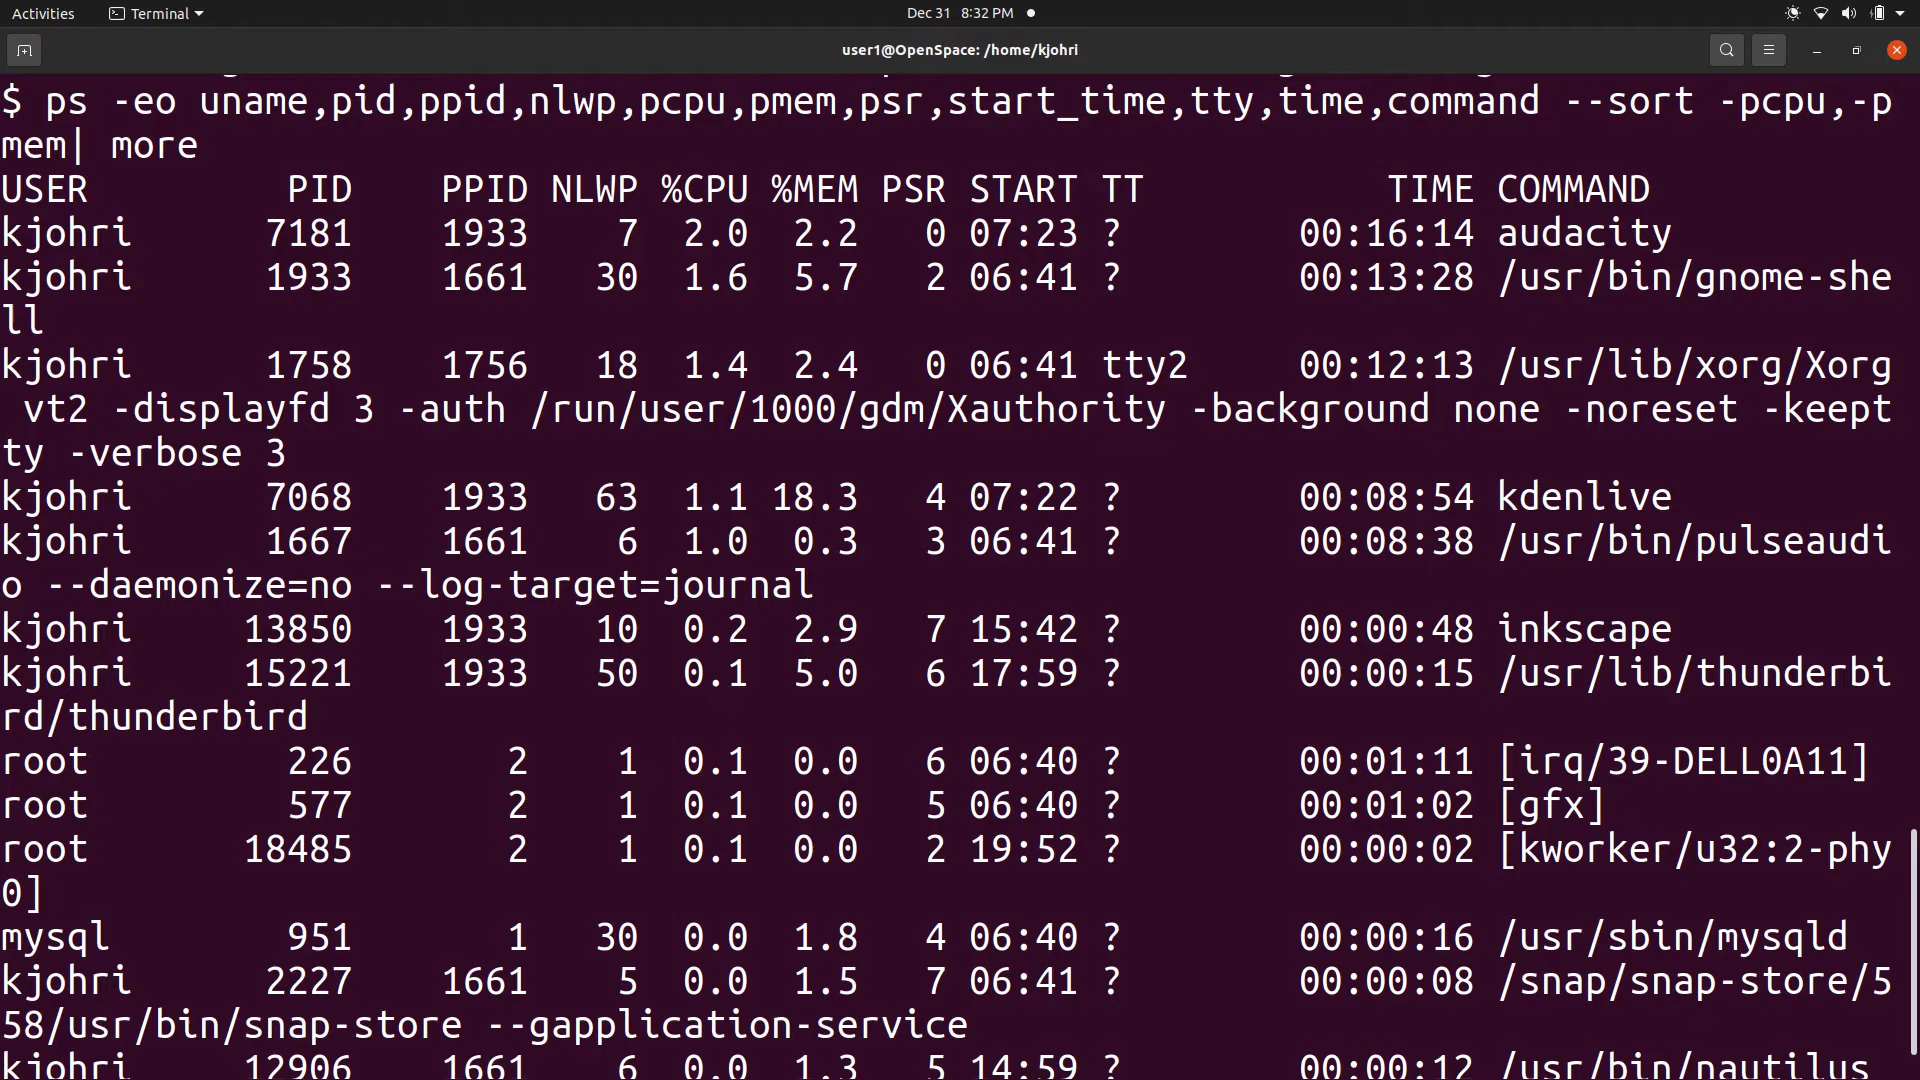 Activities Terminal Dec 31 8:32 PM
user1@OpenSpace: /home/kjohri
$ ps -eo uname,pid,ppid,nlwp,pcpu,pmem,psr,start_time,tty,time,command --sort -pcpu,-p
mem| more
USER PID PPID NLWP %CPU %MEM PSR START TT TIME COMMAND
kjohri 7181 1933 7 2.0 2.2 0 07:23 ? 00:16:14 audacity
kjohri 1933 1661 30 1.6 5.7 2 06:41 ? 00:13:28 /usr/bin/gnome-she
ll
kjohri 1758 1756 18 1.4 2.4 0 06:41 tty2 00:12:13 /usr/lib/xorg/Xorg
vt2 -displayfd 3 -auth /run/user/1000/gdm/Xauthority -background none -noreset -keept
ty -verbose 3
kjohri 7068 1933 63 1.1 18.3 4 07:22 ? 00:08:54 kdenlive
kjohri 1667 1661 6 1.0 0.3 3 06:41 ? 00:08:38 /usr/bin/pulseaudi
o --daemonize=no --log-target=journal
kjohri 13850 1933 10 0.2 2.9 7 15:42 ? 00:00:48 inkscape
kjohri 15221 1933 50 0.1 5.0 6 17:59 ? 00:00:15 /usr/lib/thunderbi
rd/thunderbird
root 226 2 1 0.1 0.0 6 06:40 ? 00:01:11 [irq/39-DELL0A11]
root 577 2 1 0.1 0.0 5 06:40 ? 00:01:02 [gfx]
root 18485 2 1 0.1 0.0 2 19:52 ? 00:00:02 [kworker/u32:2-phy
0]
mysql 951 1 30 0.0 1.8 4 06:40 ? 00:00:16 /usr/sbin/mysqld
kjohri 2227 1661 5 0.0 1.5 7 06:41 ? 00:00:08 /snap/snap-store/5
58/usr/bin/snap-store --gapplication-service
kjohri 12906 1661 6 0.0 1.3 5 14:59 ? 00:00:12 /usr/bin/nautilus